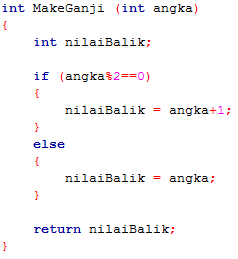 int MakeGanji (int angka)
{
    int nilaiBalik;

    if (angka%2==0)
    {
        nilaiBalik = angka+1;
    }
    else
    {
        nilaiBalik = angka;
    }

    return nilaiBalik;
}